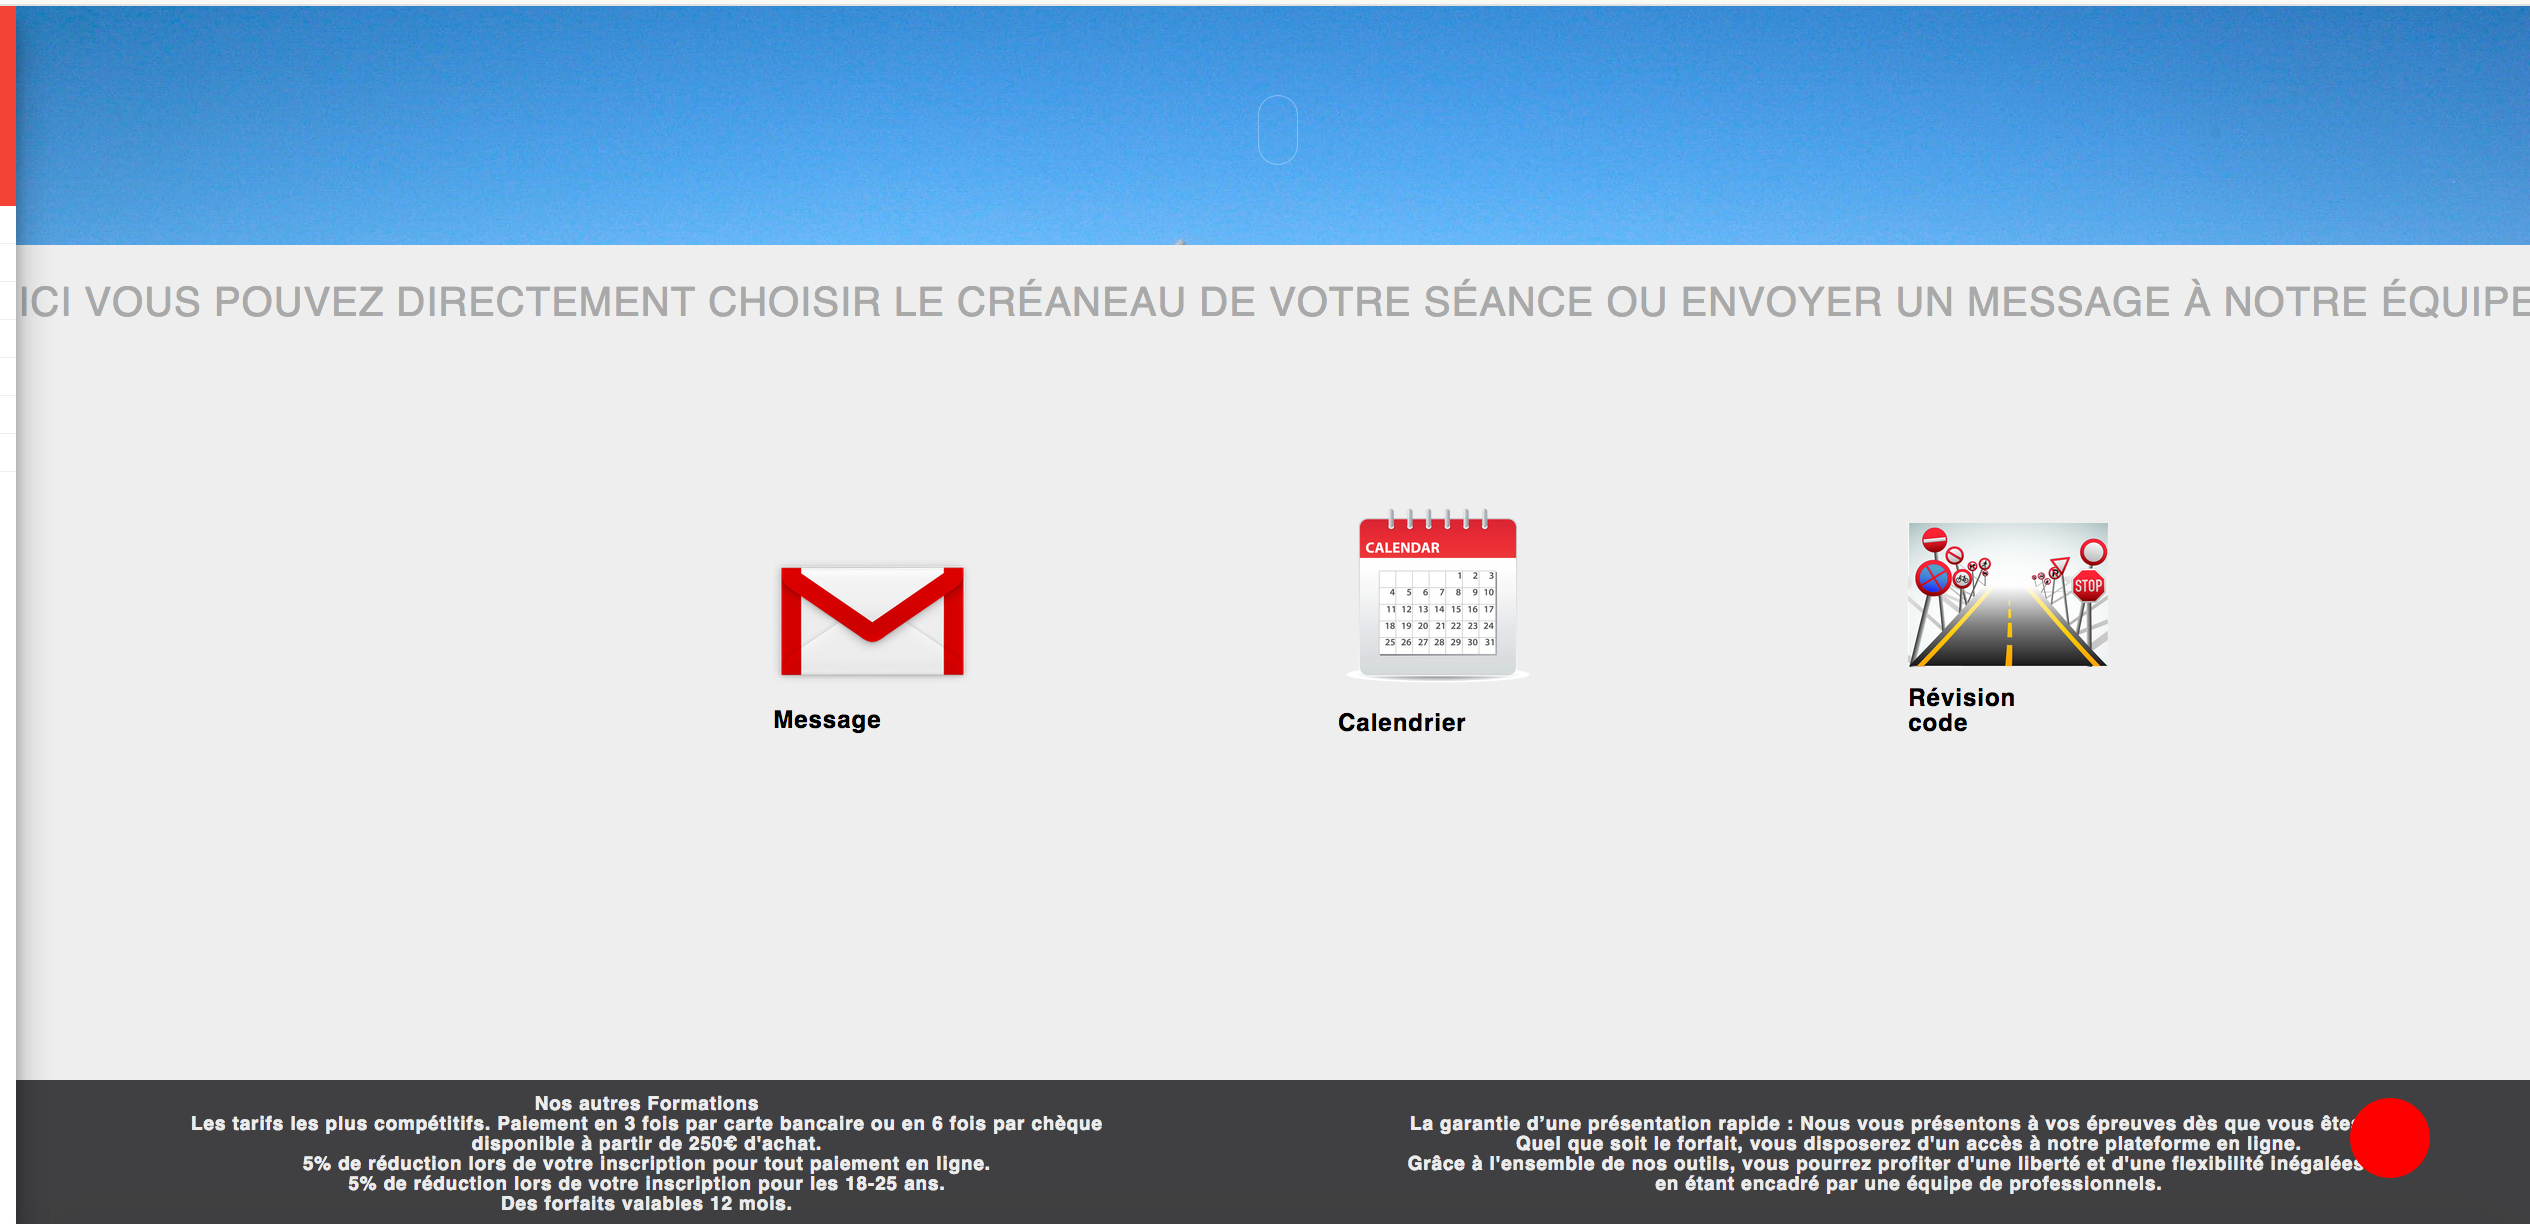 ICI VOUS POUVEZ DIRECTEMENT CHOISIR LE CRÉANEAU DE VOTRE SÉANCE OU ENVOYER UN MESSAGE À NOTRE ÉQUIPE
CALENDAR
1 2 3
4 5 6 7 8 9 10
11 12 13 14 15 16 17
18 19 20 21 22 23 24
25 26 27 28 29 30 31
STOP
Message
Calendrier
Révision
code
Nos autres Formations
Les tarifs les plus compétitifs. Paiement en 3 fois par carte bancaire ou en 6 fois par chèque
disponible à partir de 250€ d'achat.
5% de réduction lors de votre inscription pour tout paiement en ligne.
5% de réduction lors de votre inscription pour les 18-25 ans.
Des forfaits valables 12 mois.
La garantie d’une présentation rapide : Nous vous présentons à vos épreuves dès que vous
Quel que soit le forfait, vous disposerez d'un accès à notre plateforme en ligne.
Grâce à l'ensemble de nos outils, vous pourrez profiter d'une liberté et d'une flexibilité inégalées
en étant encadré par une équipe de professionnels.